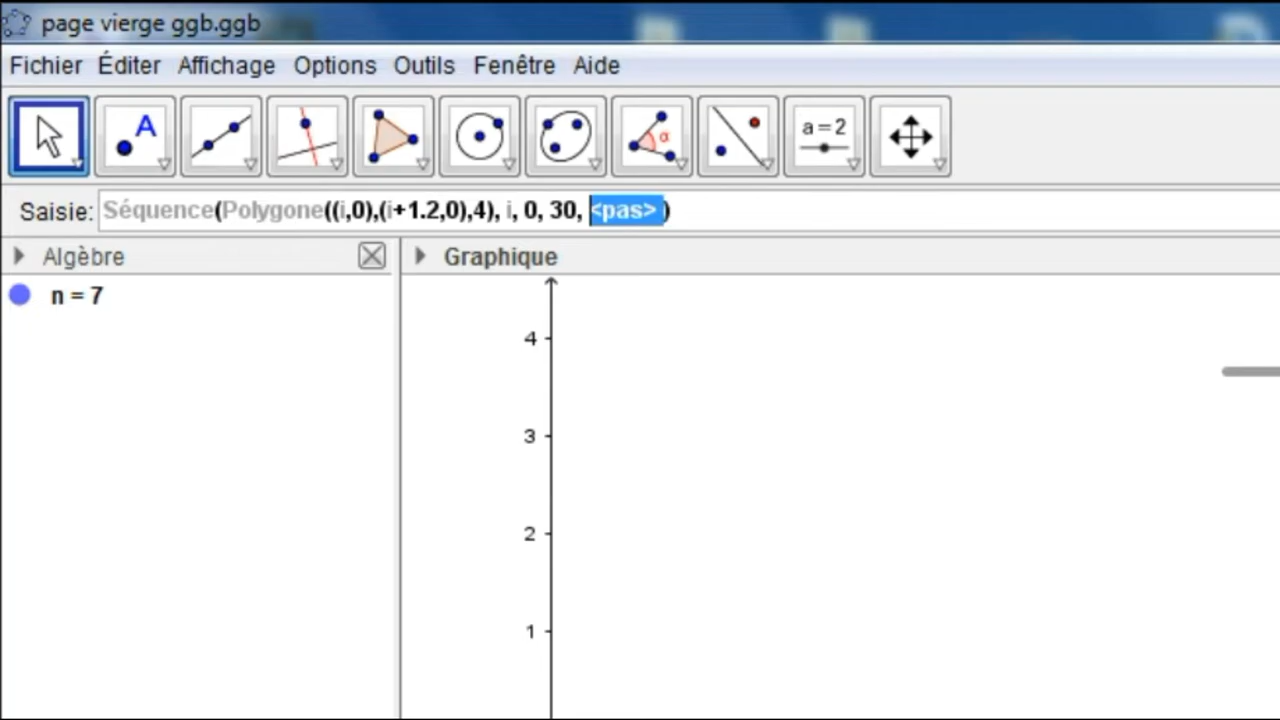 page vierge ggb.ggb
Fichier Éditer Affichage Options Outils Fenêtre Aide
A
α
a = 2
Saisie: Séquence(Polygone((i,0),(i+1.2,0),4), i, 0, 30, <pas> )
Algèbre
Graphique
n = 7
4
3
2
1